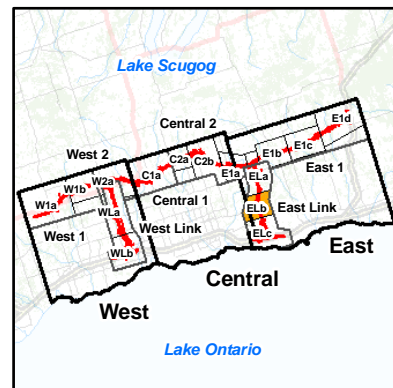 Lake Scugog
Central 2
E1d
West 2
C2a
C2b
E1c
E1b
C1a
E1a
ELa
East 1
W2a
W1b
W1a
Central 1
WLa
ELb
East Link
West 1
West Link
WLb
ELc
East
Central
West
Lake Ontario